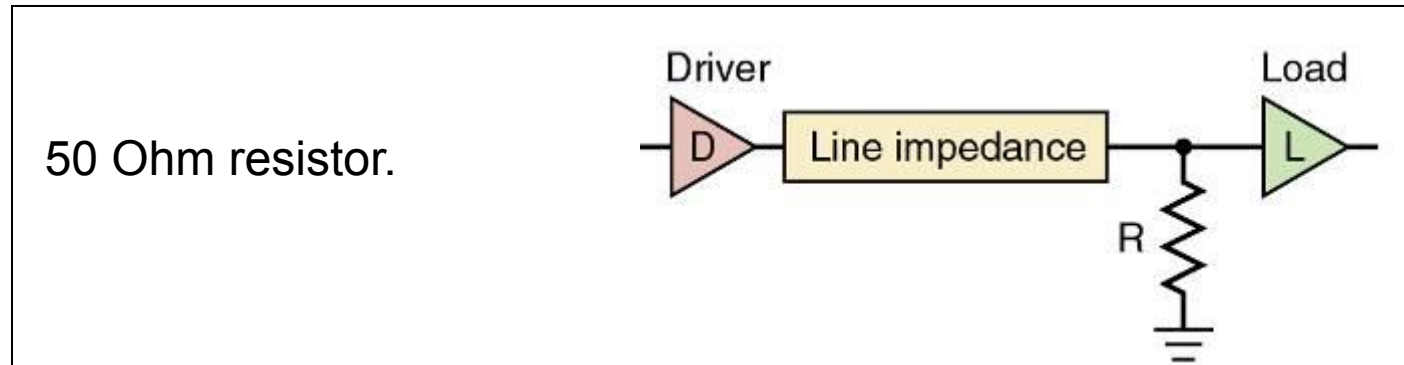 Driver
Load
50 Ohm resistor.
D
Line impedance
L
R